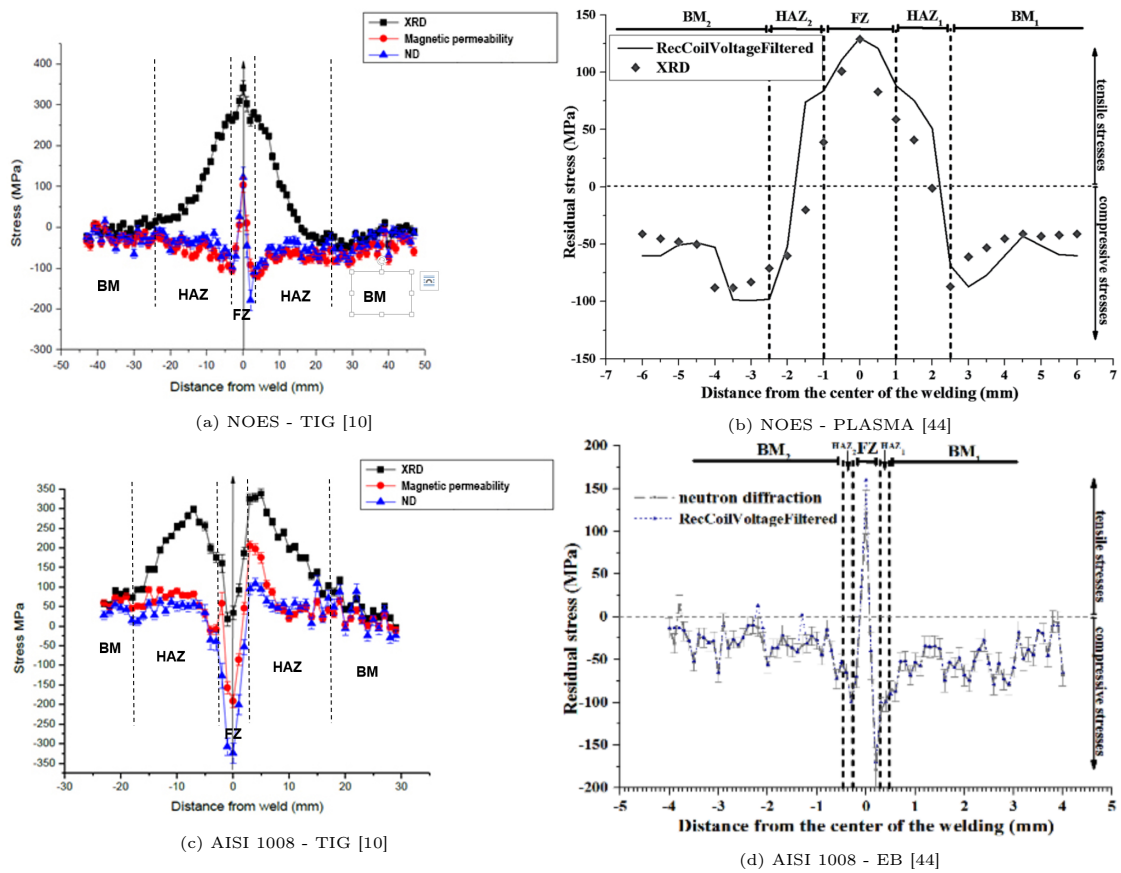 XRD
Magnetic permeability
ND
400
300
200
100
0
-100
-200
-300
Stress (MPa)
BM
HAZ
FZ
HAZ
BM
-50 -40 -30 -20 -10 0 10 20 30 40 50
Distance from weld (mm)
(a) NOES - TIG [10]
BM2 HAZ2 FZ HAZ1 BM1
RecCoilVoltageFiltered
XRD
150
100
50
0
-50
-100
-150
Residual stress (MPa)
tensile stresses
compressive stresses
-7 -6 -5 -4 -3 -2 -1 0 1 2 3 4 5 6 7
Distance from the center of the welding (mm)
(b) NOES - PLASMA [44]
XRD
Magnetic permeability
ND
350
300
250
200
150
100
50
0
-50
-100
-150
-200
-250
-300
-350
Stress MPa
BM
HAZ
FZ
HAZ
BM
-30 -20 -10 0 10 20 30
Distance from weld (mm)
(c) AISI 1008 - TIG [10]
BM2 HAZ2 FZ HAZ1 BM1
neutron diffraction
RecCoilVoltageFiltered
200
150
100
50
0
-50
-100
-150
-200
Residual stress (MPa)
tensile stresses
compressive stresses
-5 -4 -3 -2 -1 0 1 2 3 4 5
Distance from the center of the welding (mm)
(d) AISI 1008 - EB [44]